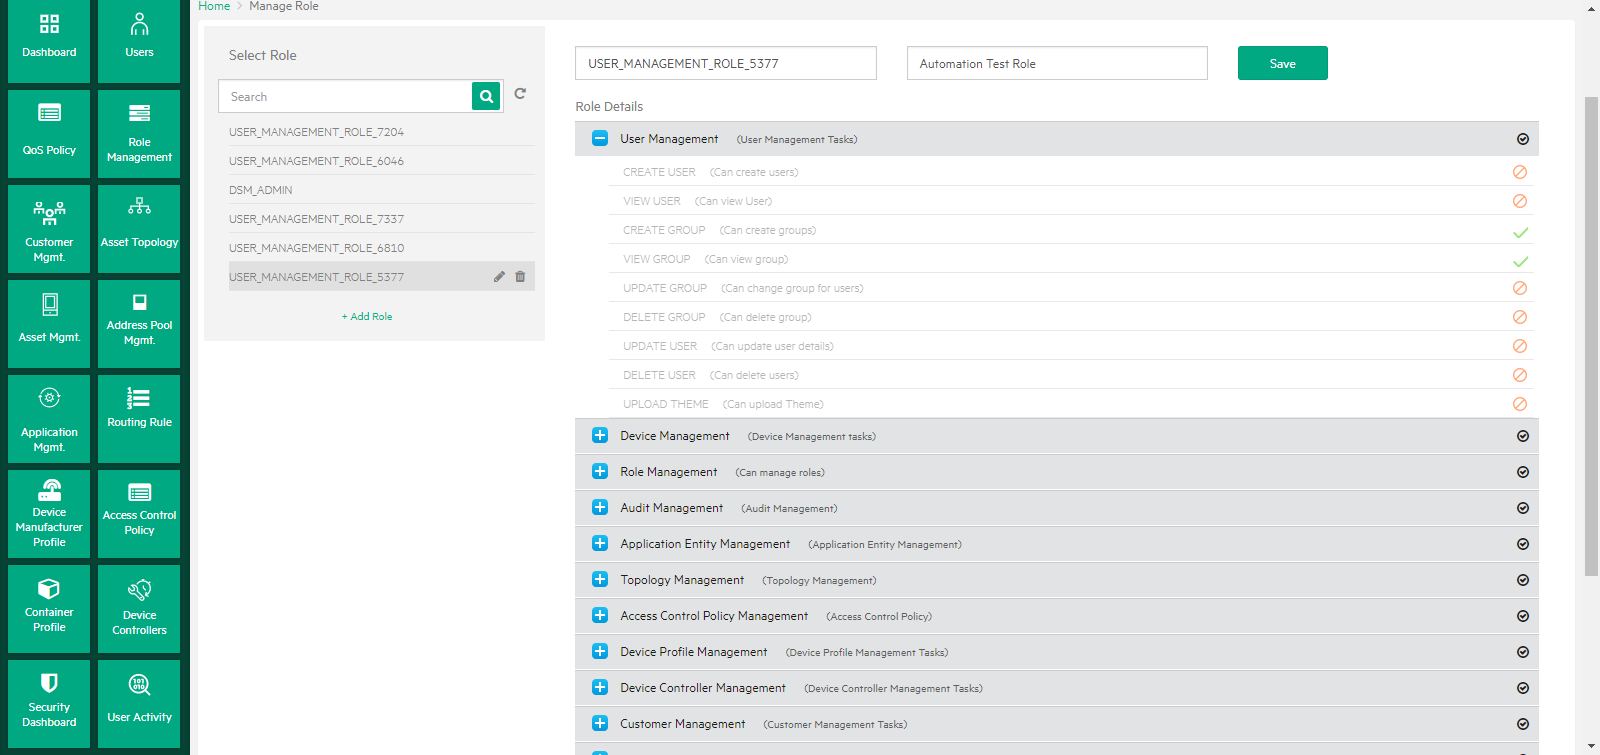 Home > Manage Role
Dashboard
Users
QoS Policy
Role
Management
Customer
Mgmt.
Asset Topology
Asset Mgmt.
Address Pool
Mgmt.
Application
Mgmt.
Routing Rule
Device
Manufacturer
Profile
Access Control
Policy
Container
Profile
Device
Controllers
Security
Dashboard
User Activity
Select Role
Search
USER_MANAGEMENT_ROLE_7204
USER_MANAGEMENT_ROLE_6046
DSM_ADMIN
USER_MANAGEMENT_ROLE_7337
USER_MANAGEMENT_ROLE_6810
USER_MANAGEMENT_ROLE_5377
+ Add Role
USER_MANAGEMENT_ROLE_5377 Automation Test Role Save
Role Details
User Management (User Management Tasks)
CREATE USER (Can create users)
VIEW USER (Can view User)
CREATE GROUP (Can create groups)
VIEW GROUP (Can view group)
UPDATE GROUP (Can change group for users)
DELETE GROUP (Can delete group)
UPDATE USER (Can update user details)
DELETE USER (Can delete users)
UPLOAD THEME (Can upload Theme)
Device Management (Device Management tasks)
Role Management (Can manage roles)
Audit Management (Audit Management)
Application Entity Management (Application Entity Management)
Topology Management (Topology Management)
Access Control Policy Management (Access Control Policy)
Device Profile Management (Device Profile Management Tasks)
Device Controller Management (Device Controller Management Tasks)
Customer Management (Customer Management Tasks)